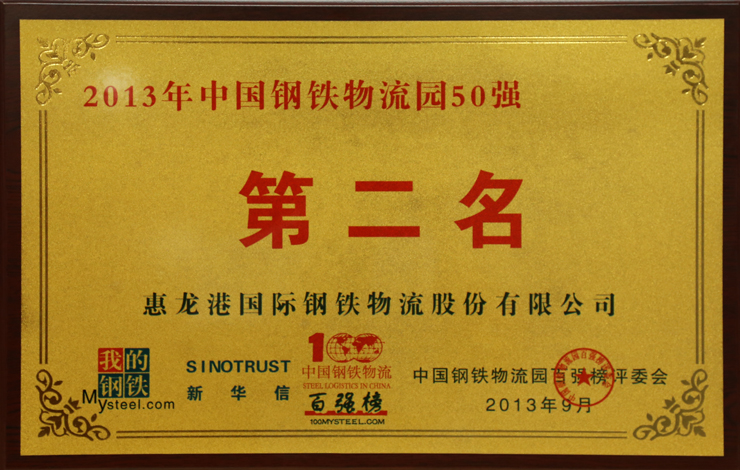 2013年中国钢铁物流园50强
第二名
惠龙港国际钢铁物流股份有限公司
我的
钢铁
Mysteel.com
SINOTRUST
新华信
100
中国钢铁物流
STEEL LOGISTICS IN CHINA
百强榜
100MYSTEEL.COM
中国钢铁物流园百强榜评委会
2013年9月